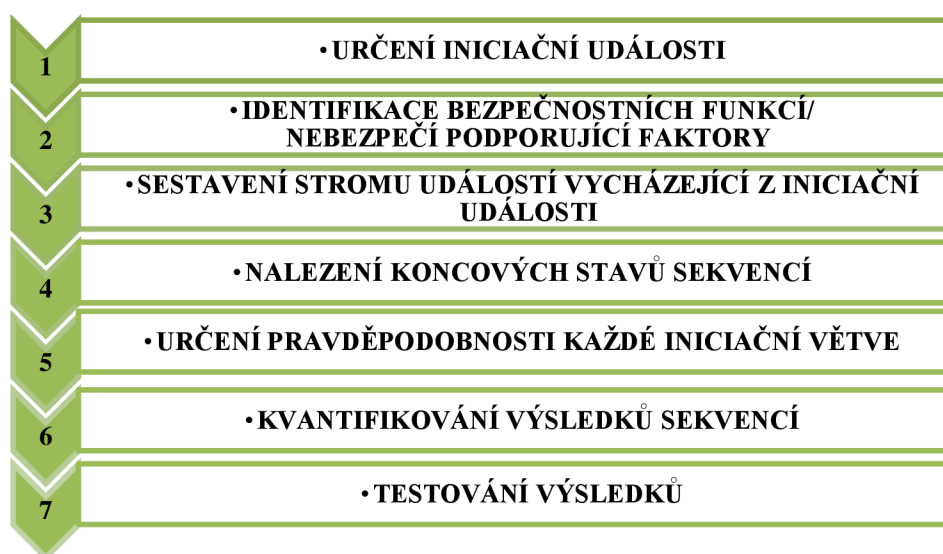 1
•URČENÍ INICIAČNÍ UDÁLOSTI
2
•IDENTIFIKACE BEZPEČNOSTNÍCH FUNKCÍ/
NEBEZPEČÍ PODPORUJÍCÍ FAKTORY
3
•SESTAVENÍ STROMU UDÁLOSTÍ VYCHÁZEJÍCÍ Z INICIAČNÍ
UDÁLOSTI
4
•NALEZENÍ KONCOVÝCH STAVŮ SEKVENCÍ
5
•URČENÍ PRAVDĚPODOBNOSTI KAŽDÉ INICIAČNÍ VĚTVE
6
•KVANTIFIKOVÁNÍ VÝSLEDKŮ SEKVENCÍ
7
•TESTOVÁNÍ VÝSLEDKŮ